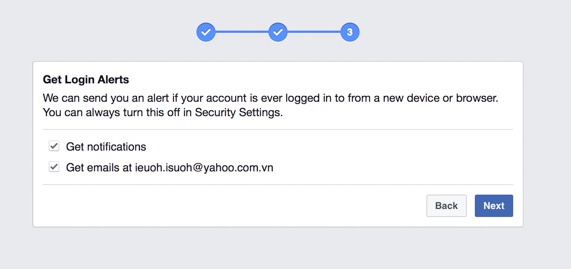 3
Get Login Alerts
We can send you an alert if your account is ever logged in to from a new device or browser.
You can always turn this off in Security Settings.
Get notifications
Get emails at ieuoh.isuoh@yahoo.com.vn
Back Next